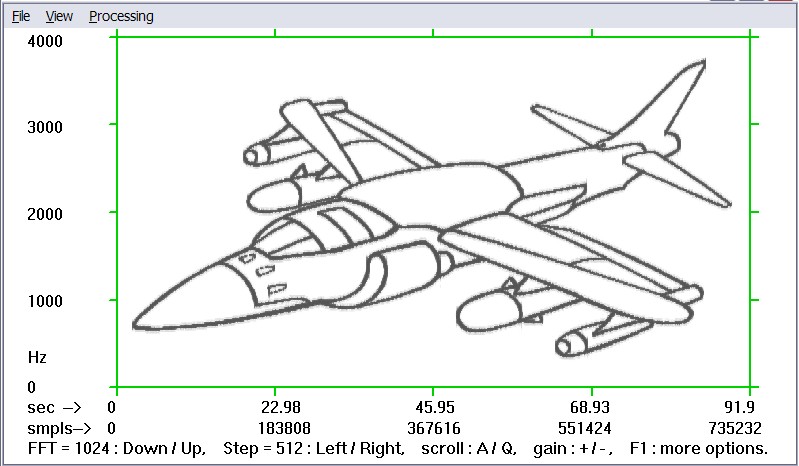 File View Processing
4000
3000
2000
1000
Hz
0
sec -> 0 22.98 45.95 68.93 91.9
smpls-> 0 183808 367616 551424 735232
FFT = 1024 : Down / Up, Step = 512 : Left / Right, scroll : A / Q, gain : + / -, F1 : more options.